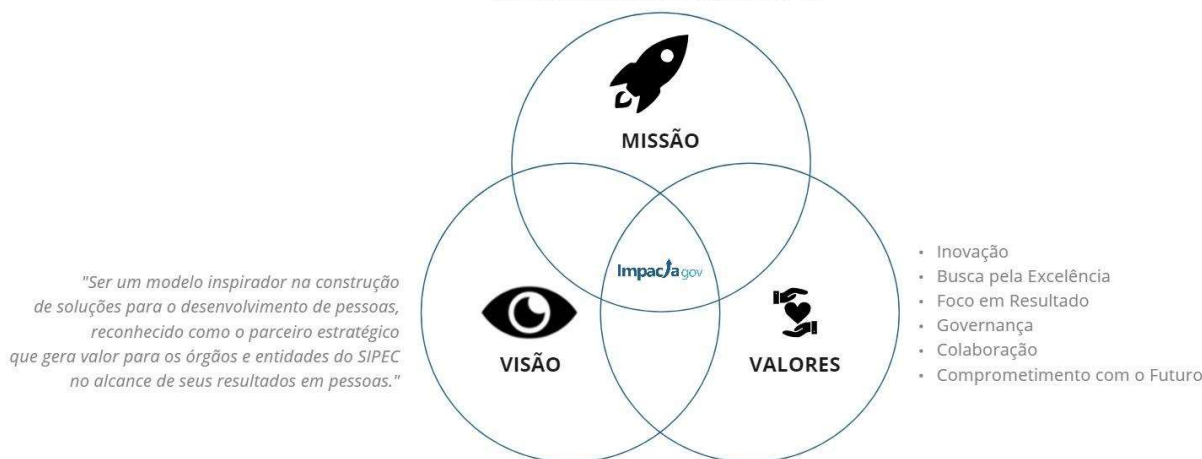 MISSÃO
Impactagov
"Ser um modelo inspirador na construção
de soluções para o desenvolvimento de pessoas,
reconhecido como o parceiro estratégico
que gera valor para os órgãos e entidades do SIPEC
no alcance de seus resultados em pessoas."
VISÃO
VALORES
• Inovação
• Busca pela Excelência
• Foco em Resultado
• Governança
• Colaboração
• Comprometimento com o Futuro